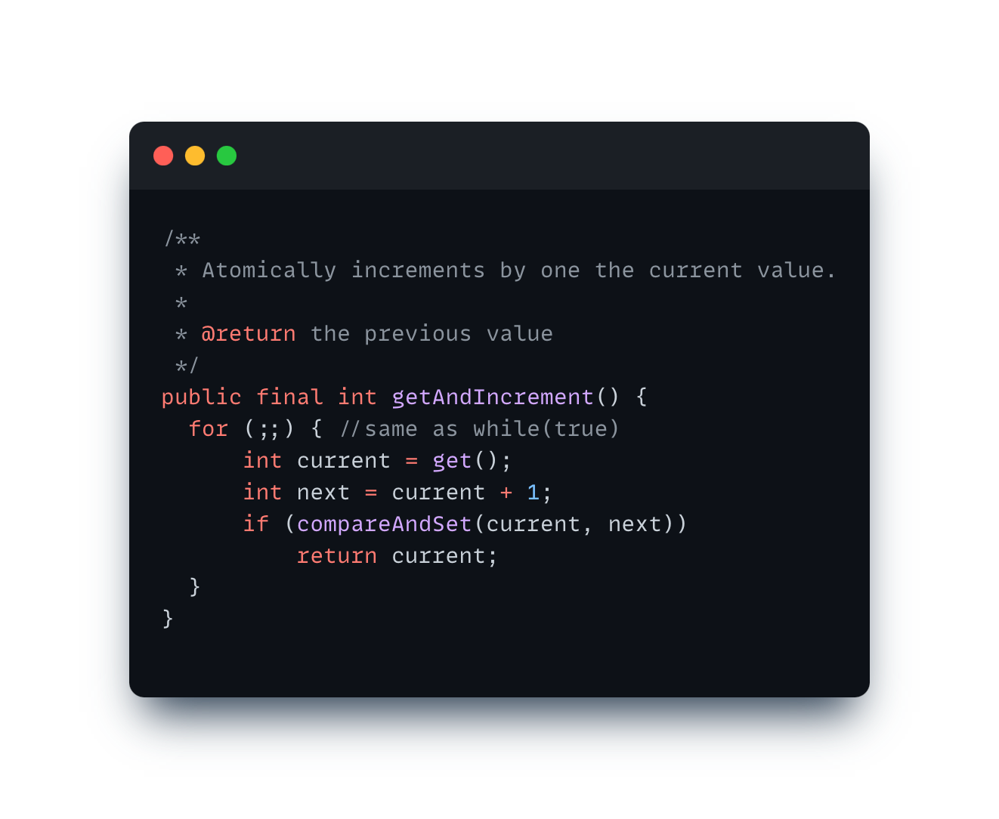 /**
 * Atomically increments by one the current value.
 *
 * @return the previous value
 */
public final int getAndIncrement() {
  for (;;) { //same as while(true)
      int current = get();
      int next = current + 1;
      if (compareAndSet(current, next))
          return current;
  }
}